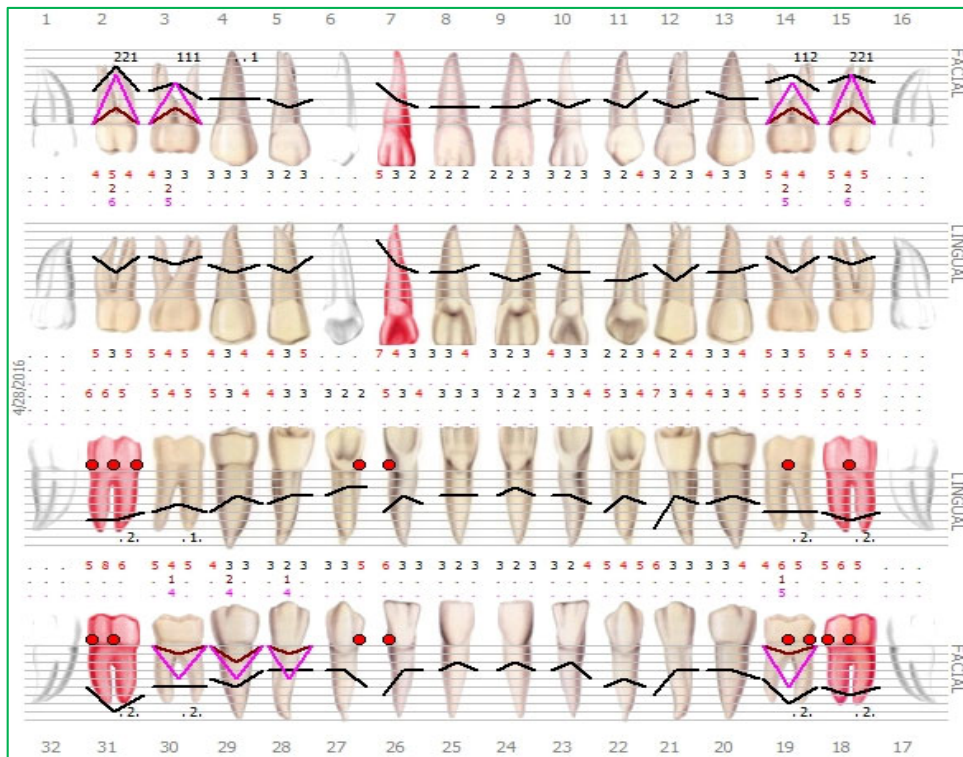 1 2 3 4 5 6 7 8 9 10 11 12 13 14 15 16
FACIAL
221 111 . . 1 112 221
. . . 4 5 4 4 3 3 3 3 3 3 2 3 . . . 5 3 2 2 2 2 2 2 3 3 2 3 3 2 4 3 2 3 4 3 3 5 4 4 5 4 5 . . .
2 2 2 2
6 5 5 6
LINGUAL
. . . 5 3 5 5 4 5 4 3 4 4 3 5 . . . 7 4 3 3 3 4 3 2 3 4 3 3 2 2 3 4 2 4 3 3 4 5 3 5 5 4 5 . . .
4/28/2016
. . . 6 6 5 5 4 5 5 3 4 4 3 3 3 2 2 5 3 4 3 3 3 3 2 3 3 3 4 5 3 4 7 3 4 4 3 4 5 5 5 5 6 5 . . .
LINGUAL
. 2 . . 1 . . 2 . . 2 .
. . . 5 8 6 5 4 5 4 3 3 3 2 3 3 3 5 6 3 3 3 2 3 3 2 3 3 2 4 5 4 5 6 3 3 3 3 4 4 6 5 5 6 5 . . .
1 2 1 1
4 4 4 5
FACIAL
. 2 . . 2 . . 2 . . 2 .
32 31 30 29 28 27 26 25 24 23 22 21 20 19 18 17